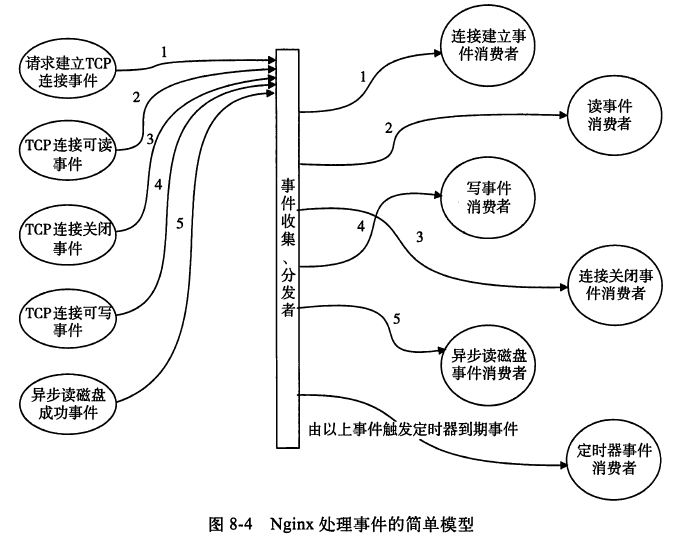 请求建立TCP
连接事件
TCP连接可读
事件
TCP连接关闭
事件
TCP连接可写
事件
异步读磁盘
成功事件
1
2
3
4
5
事件收集、分发者
1
2
4
3
5
由以上事件触发定时器到期事件
连接建立事
件消费者
读事件
消费者
写事件
消费者
连接关闭事
件消费者
异步读磁盘
事件消费者
定时器事件
消费者
图 8-4 Nginx 处理事件的简单模型